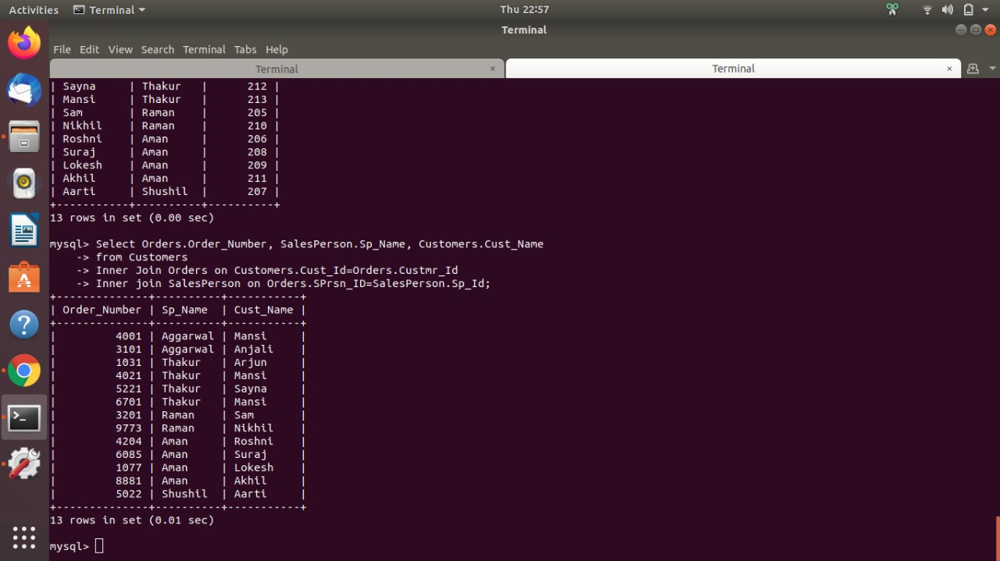 Activities Terminal Thu 22:57
Terminal
File Edit View Search Terminal Tabs Help
Terminal × Terminal ×
| Sayna     | Thakur   |      212 |
| Mansi     | Thakur   |      213 |
| Sam       | Raman    |      205 |
| Nikhil    | Raman    |      210 |
| Roshni    | Aman     |      206 |
| Suraj     | Aman     |      208 |
| Lokesh    | Aman     |      209 |
| Akhil     | Aman     |      211 |
| Aarti     | Shushil  |      207 |
+-----------+----------+----------+
13 rows in set (0.00 sec)
mysql> Select Orders.Order_Number, SalesPerson.Sp_Name, Customers.Cust_Name
    -> from Customers
    -> Inner Join Orders on Customers.Cust_Id=Orders.Custmr_Id
    -> Inner join SalesPerson on Orders.SPrsn_ID=SalesPerson.Sp_Id;
+--------------+----------+-----------+
| Order_Number | Sp_Name  | Cust_Name |
+--------------+----------+-----------+
|         4001 | Aggarwal | Mansi     |
|         3101 | Aggarwal | Anjali    |
|         1031 | Thakur   | Arjun     |
|         4021 | Thakur   | Mansi     |
|         5221 | Thakur   | Sayna     |
|         6701 | Thakur   | Mansi     |
|         3201 | Raman    | Sam       |
|         9773 | Raman    | Nikhil    |
|         4204 | Aman     | Roshni    |
|         6085 | Aman     | Suraj     |
|         1077 | Aman     | Lokesh    |
|         8881 | Aman     | Akhil     |
|         5022 | Shushil  | Aarti     |
+--------------+----------+-----------+
13 rows in set (0.01 sec)
mysql>